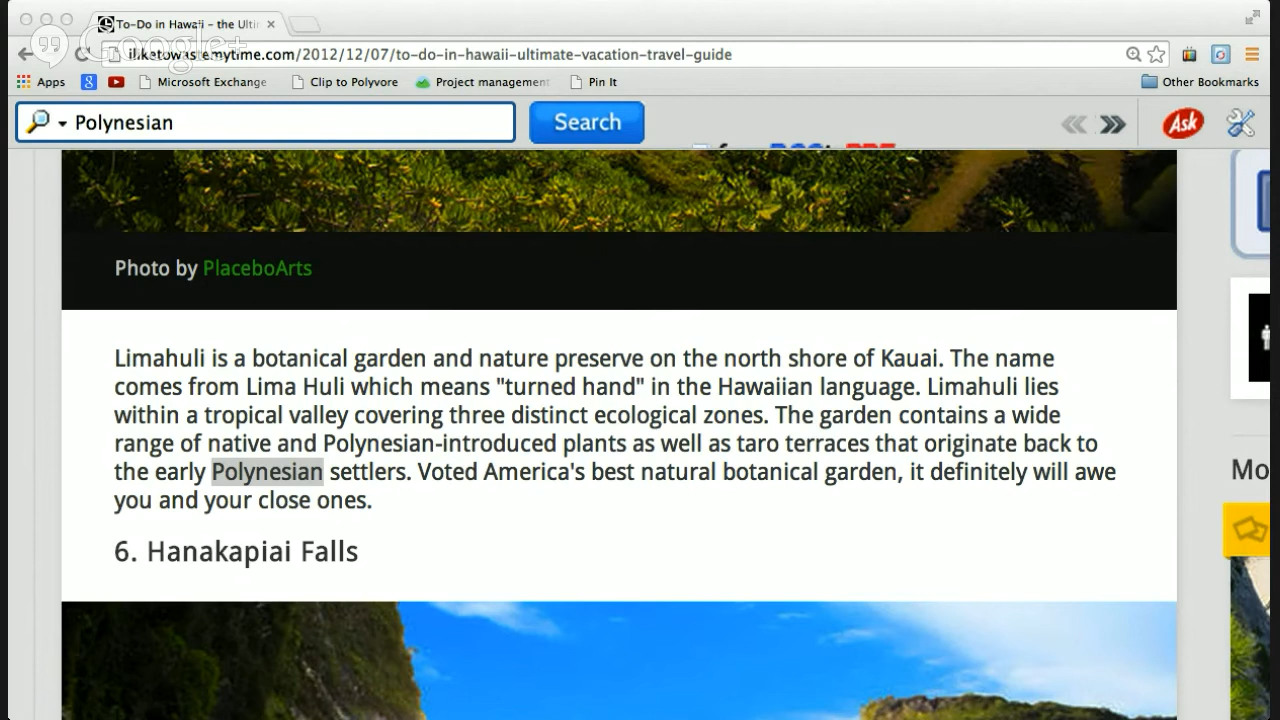 To-Do in Hawaii – the Ulti
Google+
iliketowastemytime.com/2012/12/07/to-do-in-hawaii-ultimate-vacation-travel-guide
Apps Microsoft Exchange Clip to Polyvore Project management Pin It Other Bookmarks
Polynesian Search Ask
Photo by PlaceboArts
Limahuli is a botanical garden and nature preserve on the north shore of Kauai. The name
comes from Lima Huli which means "turned hand" in the Hawaiian language. Limahuli lies
within a tropical valley covering three distinct ecological zones. The garden contains a wide
range of native and Polynesian-introduced plants as well as taro terraces that originate back to
the early Polynesian settlers. Voted America's best natural botanical garden, it definitely will awe
you and your close ones.
Mo
6. Hanakapiai Falls